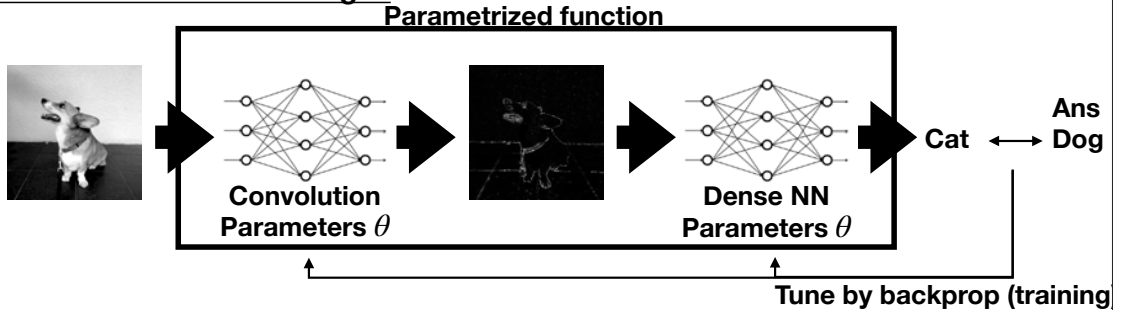 Parametrized function
Convolution
Parameters θ
Dense NN
Parameters θ
Cat
Ans
Dog
Tune by backprop (training)